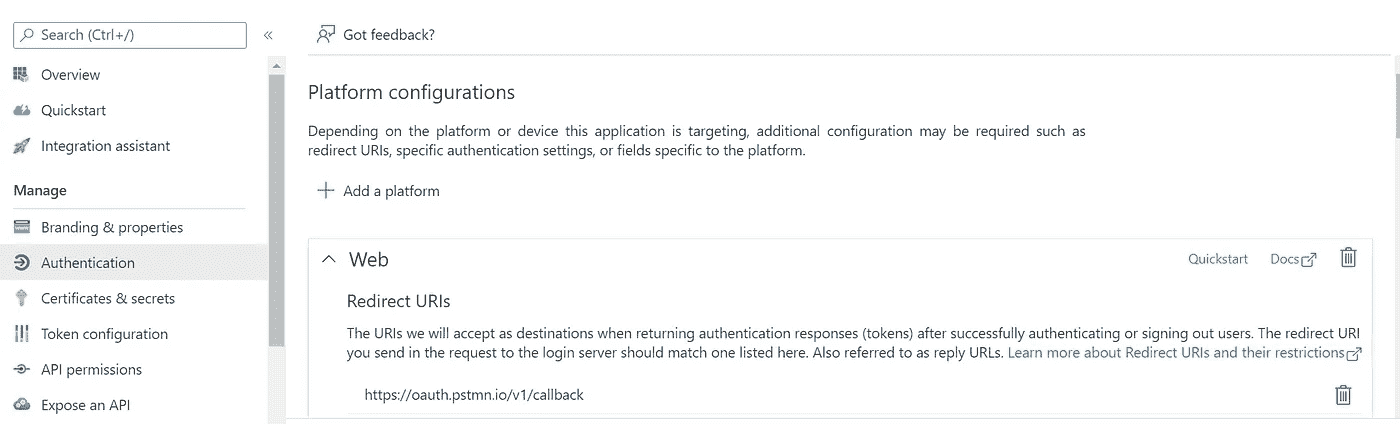 Search (Ctrl+/)
«
Overview
Quickstart
Integration assistant
Manage
Branding & properties
Authentication
Certificates & secrets
Token configuration
API permissions
Expose an API
Got feedback?
Platform configurations
Depending on the platform or device this application is targeting, additional configuration may be required such as
redirect URIs, specific authentication settings, or fields specific to the platform.
Add a platform
Web
Quickstart
Docs
Redirect URIs
The URIs we will accept as destinations when returning authentication responses (tokens) after successfully authenticating or signing out users. The redirect URI
you send in the request to the login server should match one listed here. Also referred to as reply URLs. Learn more about Redirect URIs and their restrictions
https://oauth.pstmn.io/v1/callback